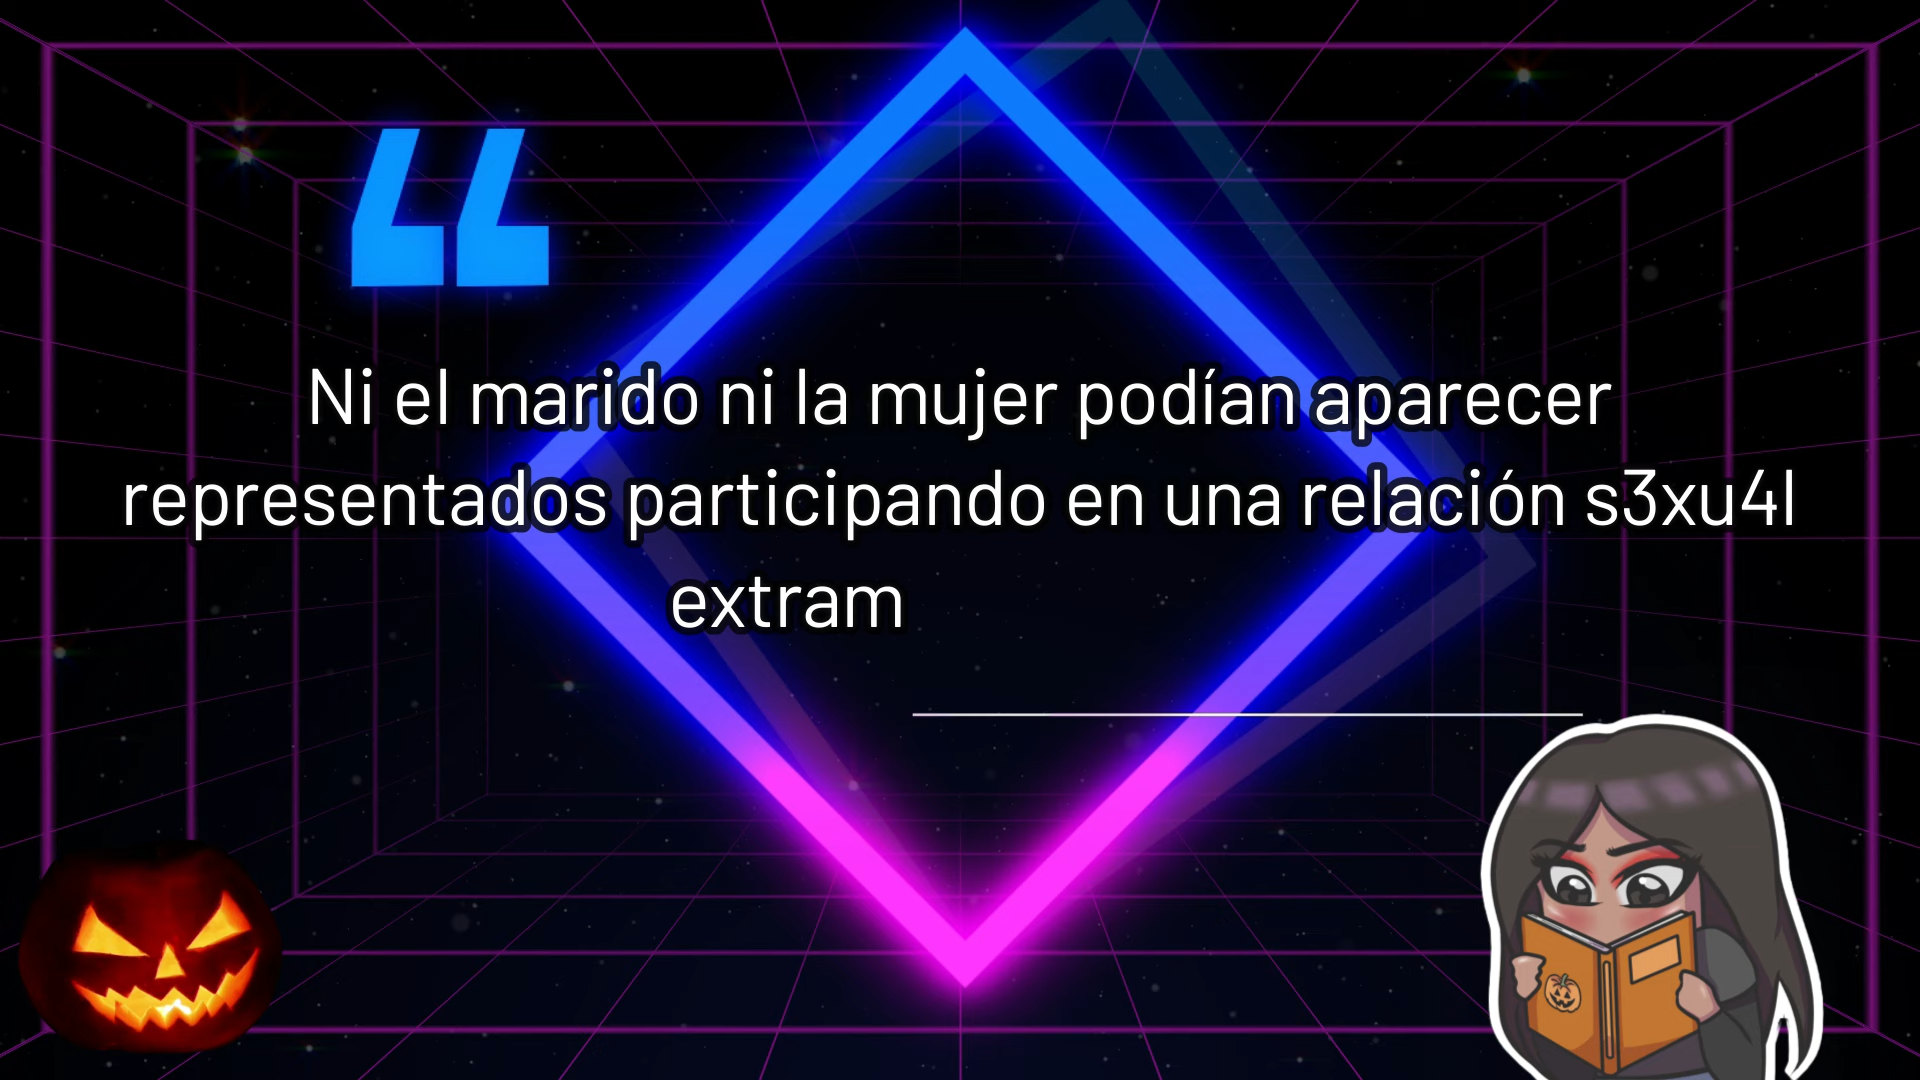 “
Ni el marido ni la mujer podían aparecer
representados participando en una relación s3xu4l
extram